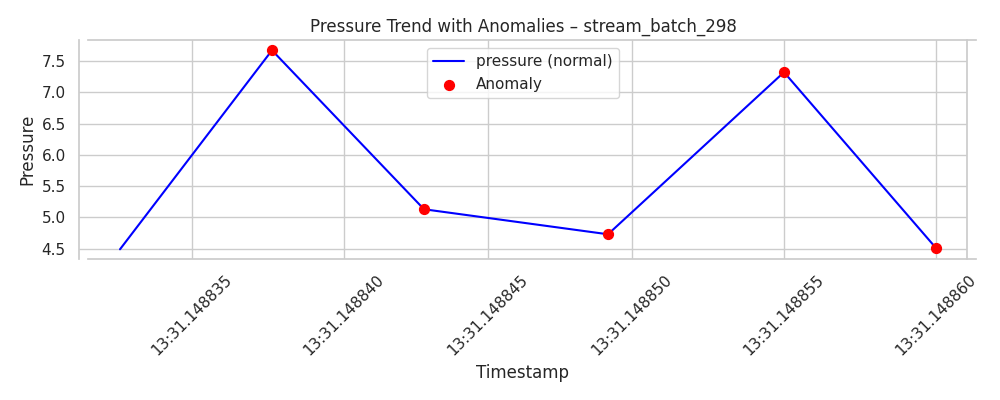 Pressure Trend with Anomalies – stream_batch_298
pressure (normal)
Anomaly
Pressure
7.5
7.0
6.5
6.0
5.5
5.0
4.5
13:31.148835
13:31.148840
13:31.148845
13:31.148850
13:31.148855
13:31.148860
Timestamp